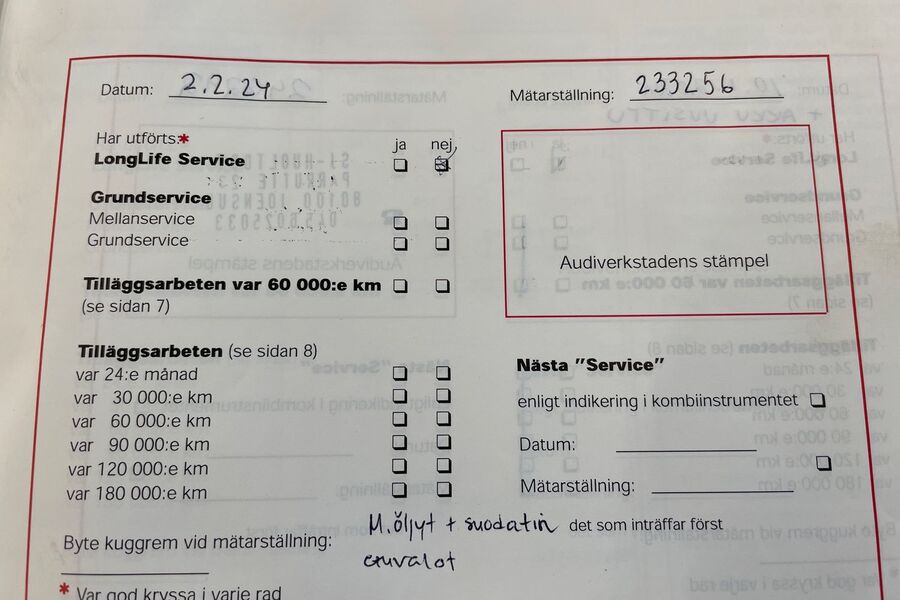 Datum: 2.2.24
Mätarställning: 233256
Har utförts:*
ja nej
LongLife Service
Grundservice
Mellanservice
Grundservice
Tilläggsarbeten var 60 000:e km
(se sidan 7)
Audiverkstadens stämpel
Tilläggsarbeten (se sidan 8)
var 24:e månad
var 30 000:e km
var 60 000:e km
var 90 000:e km
var 120 000:e km
var 180 000:e km
Nästa ”Service”
enligt indikering i kombiinstrumentet
Datum:
Mätarställning:
det som inträffar först
M.öljyt + suodatin
etuvalot
Byte kuggrem vid mätarställning:
* Var god kryssa i varje rad